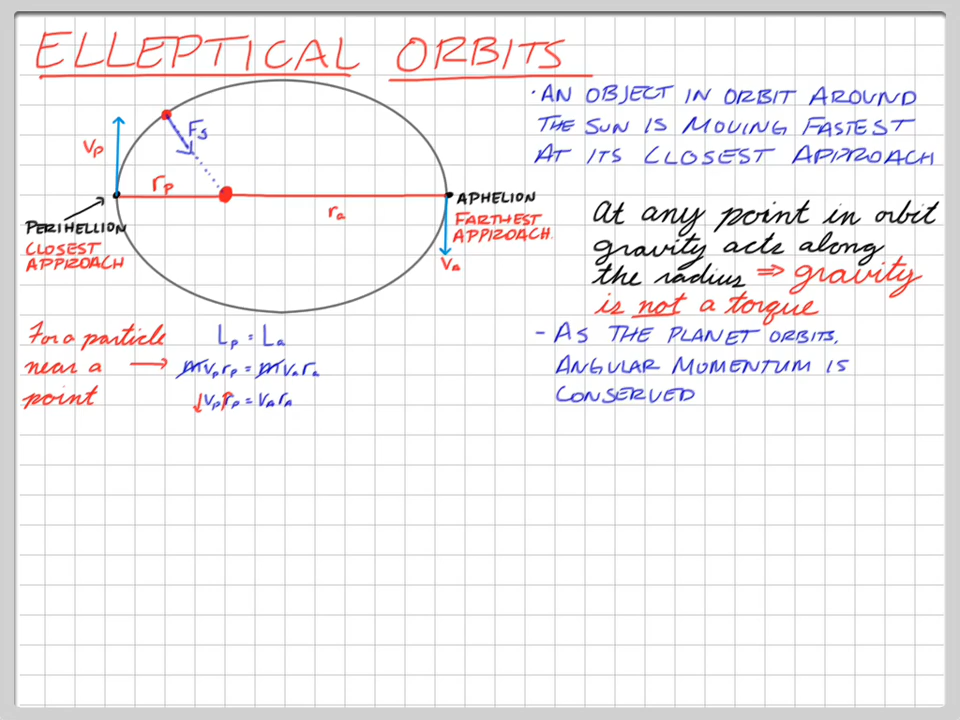 ELLEPTICAL ORBITS
· AN OBJECT IN ORBIT AROUND
THE SUN IS MOVING FASTEST
AT ITS CLOSEST APPROACH
Fg
Vp
rp
ra
PERIHELLION
CLOSEST
APPROACH
APHELION
FARTHEST
APPROACH
Va
At any point in orbit
gravity acts along
the radius ⇒ gravity
is not a torque
- AS THE PLANET ORBITS,
ANGULAR MOMENTUM IS
CONSERVED
For a particle
near a →
point
Lp = La
mvprp = mvara
↓vp↑rp = vArA